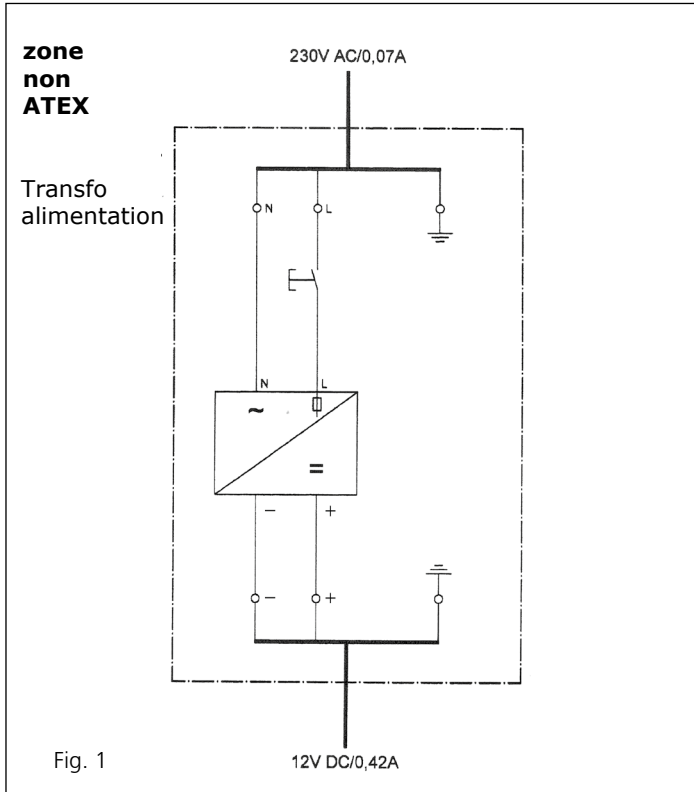 zone
non
ATEX
230V AC/0,07A
Transfo
alimentation
N L
N L
~
=
- +
- +
Fig. 1
12V DC/0,42A